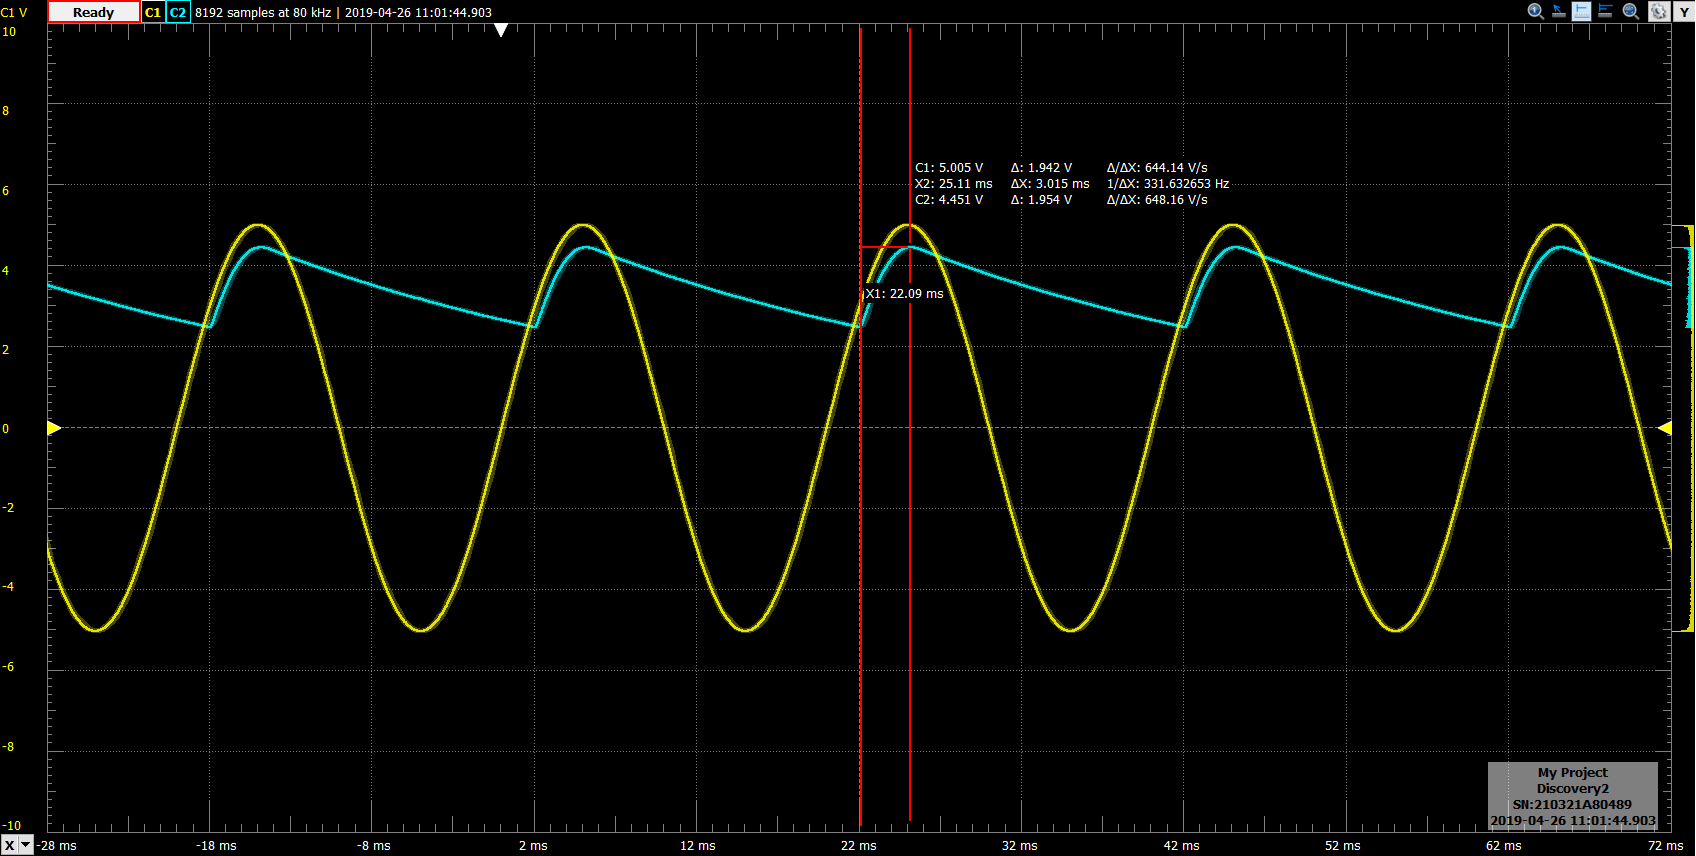 C1 V Ready C1 C2 8192 samples at 80 kHz | 2019-04-26 11:01:44.903 Y
10
8
6
4
2
0
-2
-4
-6
-8
-10
C1: 5.005 V Δ: 1.942 V Δ/ΔX: 644.14 V/s
X2: 25.11 ms ΔX: 3.015 ms 1/ΔX: 331.632653 Hz
C2: 4.451 V Δ: 1.954 V Δ/ΔX: 648.16 V/s
X1: 22.09 ms
My Project
Discovery2
SN:210321A80489
2019-04-26 11:01:44.903
X -28 ms -18 ms -8 ms 2 ms 12 ms 22 ms 32 ms 42 ms 52 ms 62 ms 72 ms